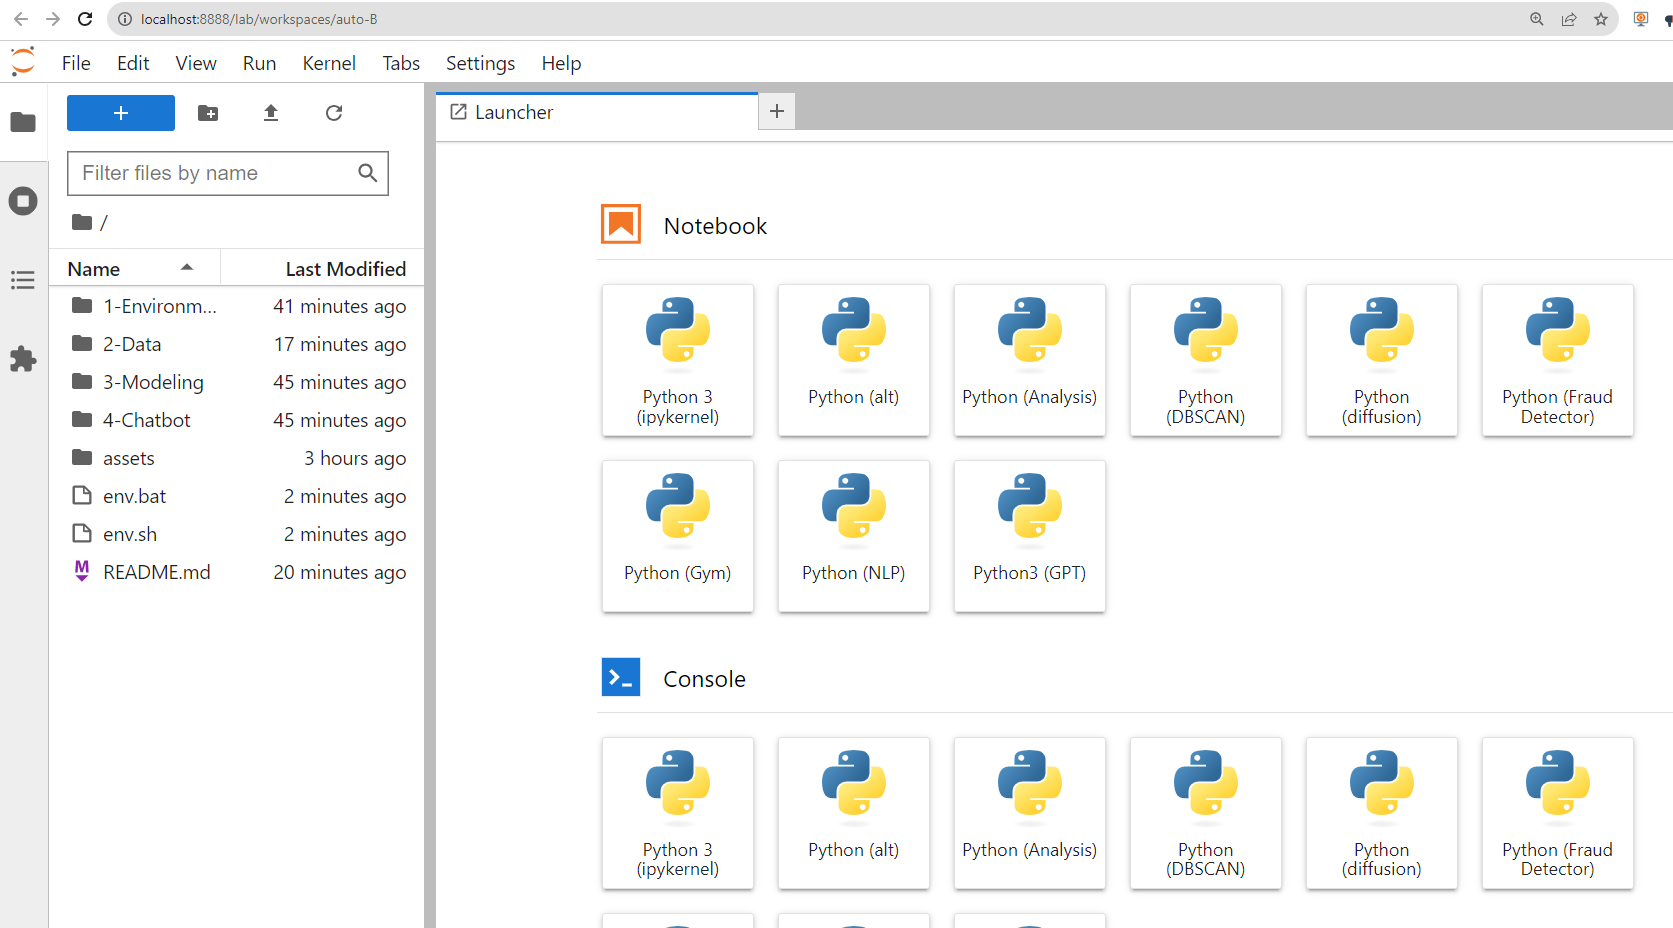 localhost:8888/lab/workspaces/auto-B
File Edit View Run Kernel Tabs Settings Help
Launcher
Filter files by name
/
Name Last Modified
1-Environm... 41 minutes ago
2-Data 17 minutes ago
3-Modeling 45 minutes ago
4-Chatbot 45 minutes ago
assets 3 hours ago
env.bat 2 minutes ago
env.sh 2 minutes ago
M README.md 20 minutes ago
Notebook
Python 3
(ipykernel)
Python (alt)
Python (Analysis)
Python
(DBSCAN)
Python
(diffusion)
Python (Fraud
Detector)
Python (Gym)
Python (NLP)
Python3 (GPT)
Console
Python 3
(ipykernel)
Python (alt)
Python (Analysis)
Python
(DBSCAN)
Python
(diffusion)
Python (Fraud
Detector)